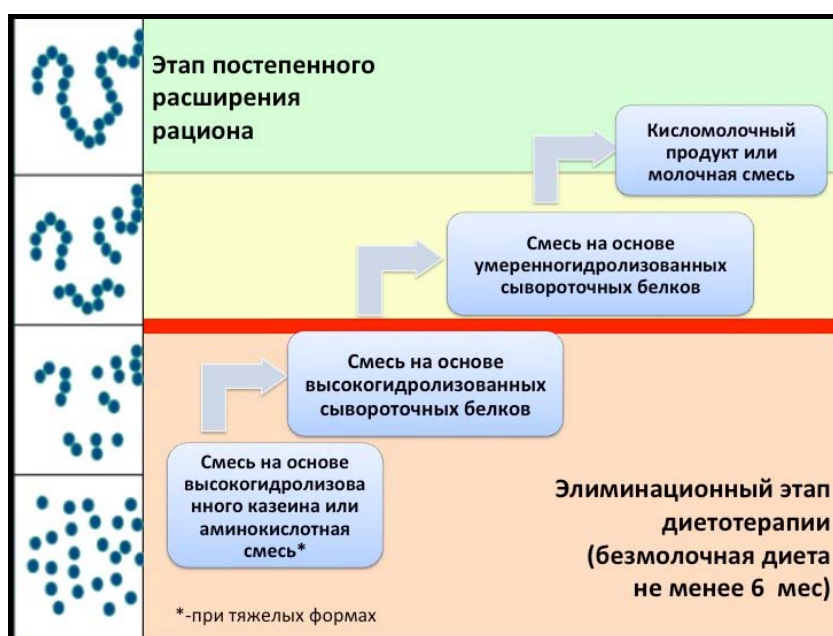 Этап постепенного
расширения
рациона
Кисломолочный
продукт или
молочная смесь
Смесь на основе
умеренногидролизованных
сывороточных белков
Смесь на основе
высокогидролизованных
сывороточных белков
Смесь на основе
высокогидролизова
нного казеина или
аминокислотная
смесь*
Элиминационный этап
диетотерапии
(безмолочная диета
не менее 6 мес)
*-при тяжелых формах